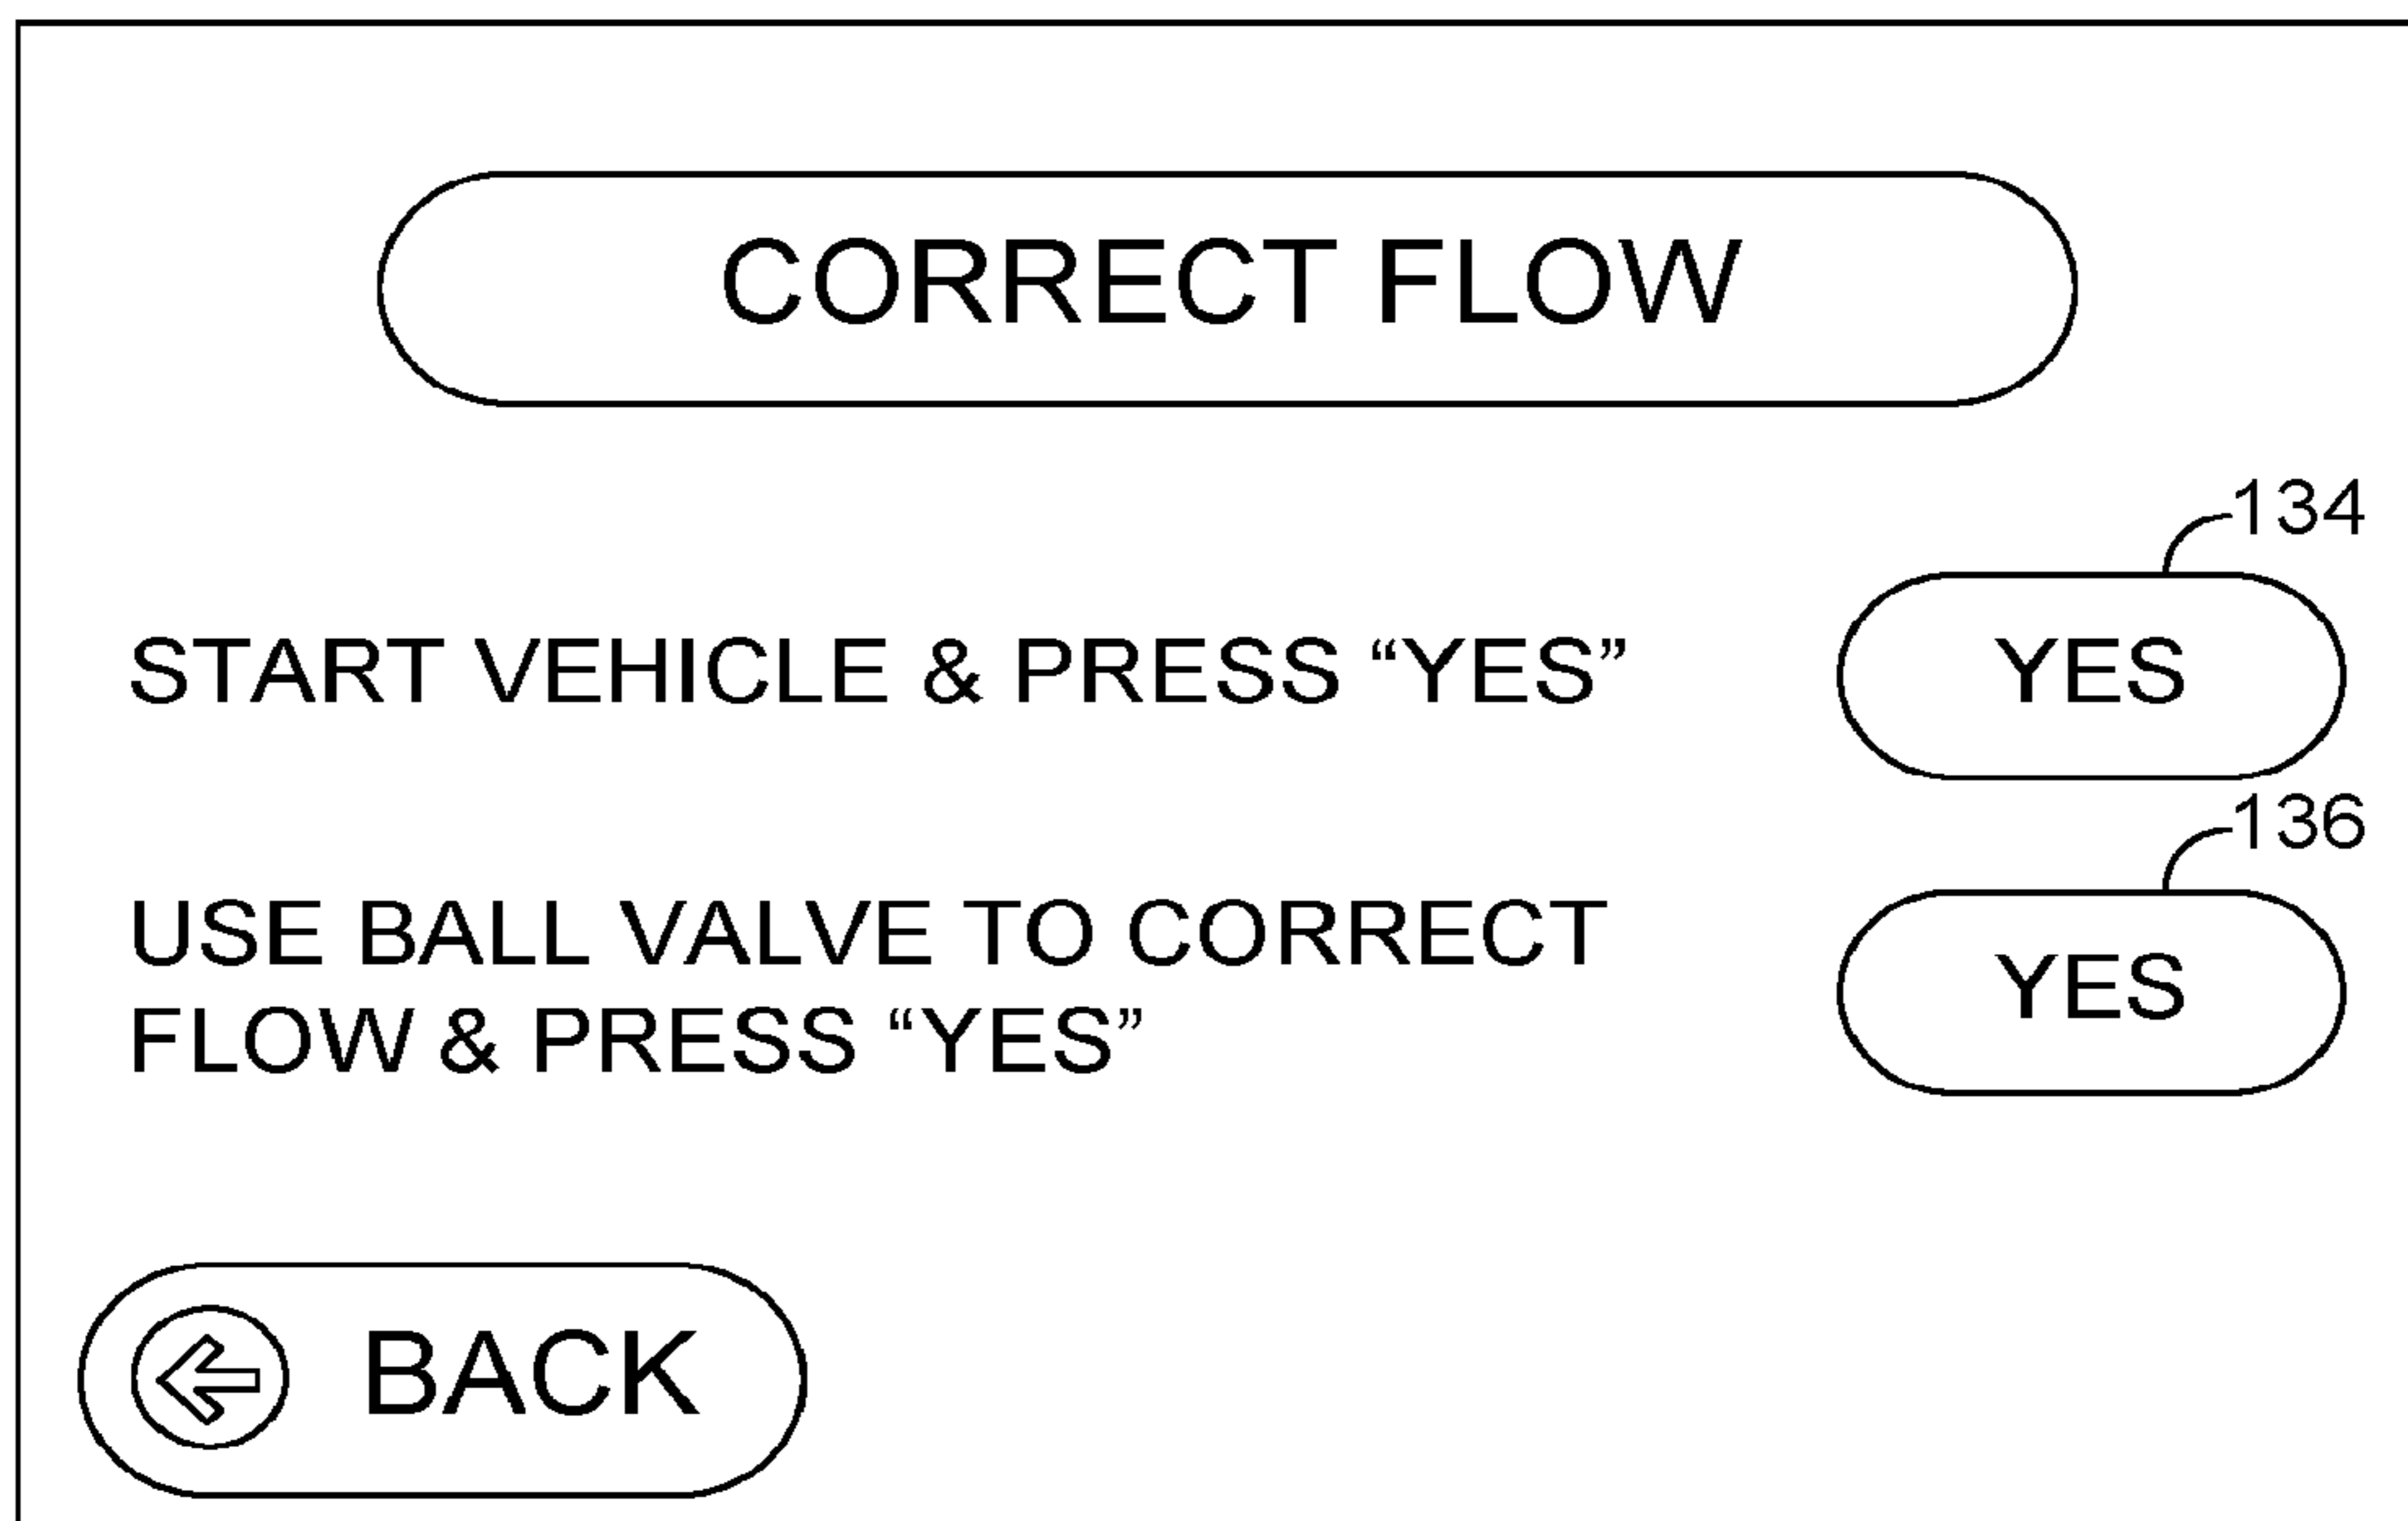 CORRECT FLOW
134
START VEHICLE & PRESS “YES” YES
136
USE BALL VALVE TO CORRECT
FLOW & PRESS “YES”
YES
BACK